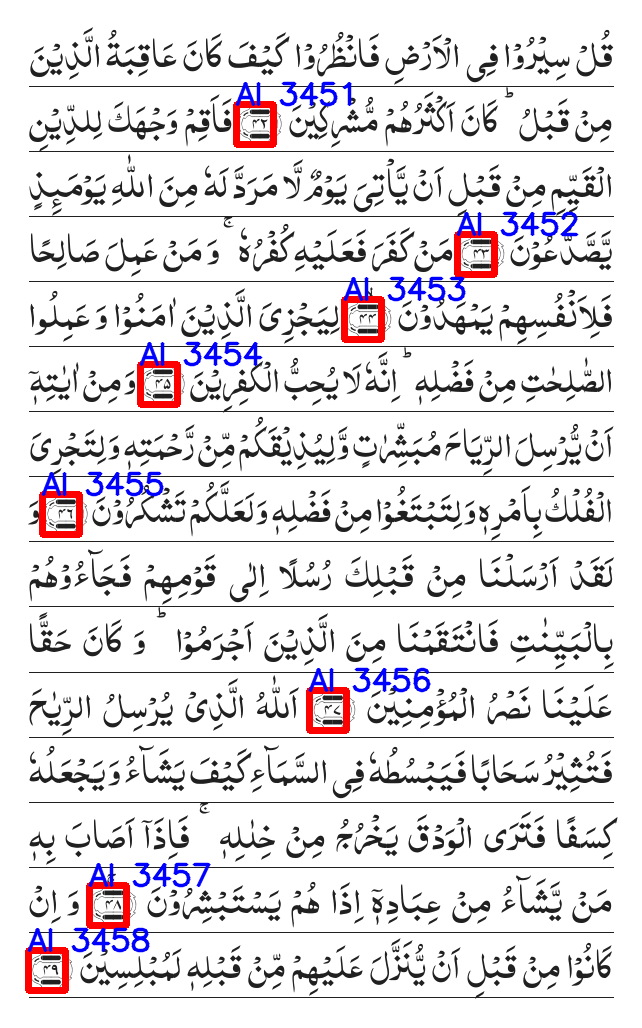 قُلْ سِيْرُوْا فِى الْاَرْضِ فَانْظُرُوْا كَيْفَ كَانَ عَاقِبَةُ الَّذِيْنَ
AI 3451
مِنْ قَبْلُ ؕ كَانَ اَكْثَرُهُمْ مُّشْرِكِيْنَ ۴۲ فَاَقِمْ وَجْهَكَ لِلدِّيْنِ
الْقَيِّمِ مِنْ قَبْلِ اَنْ يَّاْتِىَ يَوْمٌ لَّا مَرَدَّ لَهٗ مِنَ اللّٰهِ يَوْمَئِذٍ
AI 3452
يَّصَّدَّعُوْنَ ۴۳ مَنْ كَفَرَ فَعَلَيْهِ كُفْرُهٗ ۚ وَ مَنْ عَمِلَ صَالِحًا
AI 3453
فَلِاَنْفُسِهِمْ يَمْهَدُوْنَ ۴۴ لِيَجْزِىَ الَّذِيْنَ اٰمَنُوْا وَ عَمِلُوا
AI 3454
الصّٰلِحٰتِ مِنْ فَضْلِهٖ ؕ اِنَّهٗ لَا يُحِبُّ الْكٰفِرِيْنَ ۴۵ وَ مِنْ اٰيٰتِهٖۤ
اَنْ يُّرْسِلَ الرِّيَاحَ مُبَشِّرٰتٍ وَّلِيُذِيْقَكُمْ مِّنْ رَّحْمَتِهٖ وَلِتَجْرِىَ
AI 3455
الْفُلْكُ بِاَمْرِهٖ وَلِتَبْتَغُوْا مِنْ فَضْلِهٖ وَلَعَلَّكُمْ تَشْكُرُوْنَ ۴۶ وَ
لَقَدْ اَرْسَلْنَا مِنْ قَبْلِكَ رُسُلًا اِلٰى قَوْمِهِمْ فَجَآءُوْهُمْ
بِالْبَيِّنٰتِ فَانْتَقَمْنَا مِنَ الَّذِيْنَ اَجْرَمُوْا ؕ وَ كَانَ حَقًّا
AI 3456
عَلَيْنَا نَصْرُ الْمُؤْمِنِيْنَ ۴۷ اَللّٰهُ الَّذِىْ يُرْسِلُ الرِّيٰحَ
فَتُثِيْرُ سَحَابًا فَيَبْسُطُهٗ فِى السَّمَآءِ كَيْفَ يَشَآءُ وَيَجْعَلُهٗ
كِسَفًا فَتَرَى الْوَدْقَ يَخْرُجُ مِنْ خِلٰلِهٖ ۚ فَاِذَاۤ اَصَابَ بِهٖ
AI 3457
مَنْ يَّشَآءُ مِنْ عِبَادِهٖۤ اِذَا هُمْ يَسْتَبْشِرُوْنَ ۴۸ وَ اِنْ
AI 3458
كَانُوْا مِنْ قَبْلِ اَنْ يُّنَزَّلَ عَلَيْهِمْ مِّنْ قَبْلِهٖ لَمُبْلِسِيْنَ ۴۹